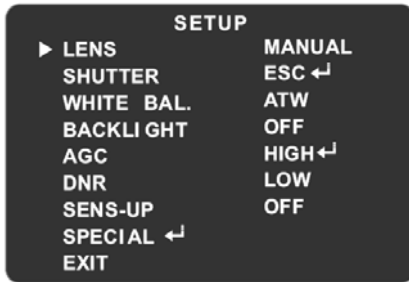 SETUP
▶ LENS MANUAL
SHUTTER ESC ↵
WHITE BAL. ATW
BACKLIGHT OFF
AGC HIGH ↵
DNR LOW
SENS-UP OFF
SPECIAL ↵
EXIT